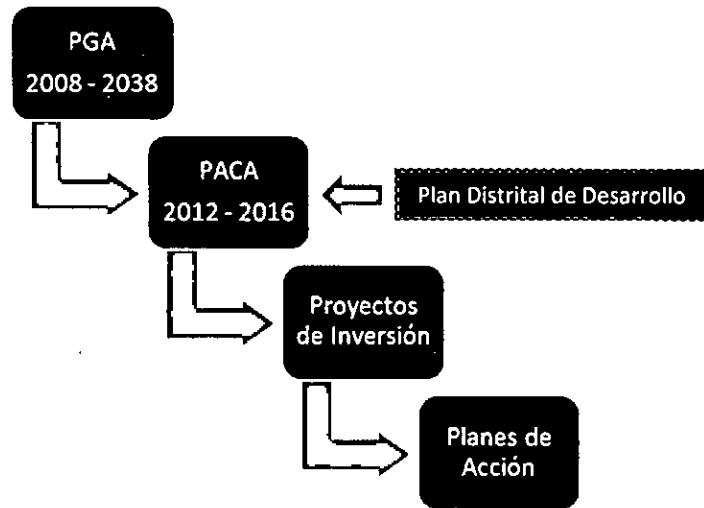 PGA
2008 - 2038
PACA
2012 - 2016
Plan Distrital de Desarrollo
Proyectos
de Inversión
Planes de
Acción